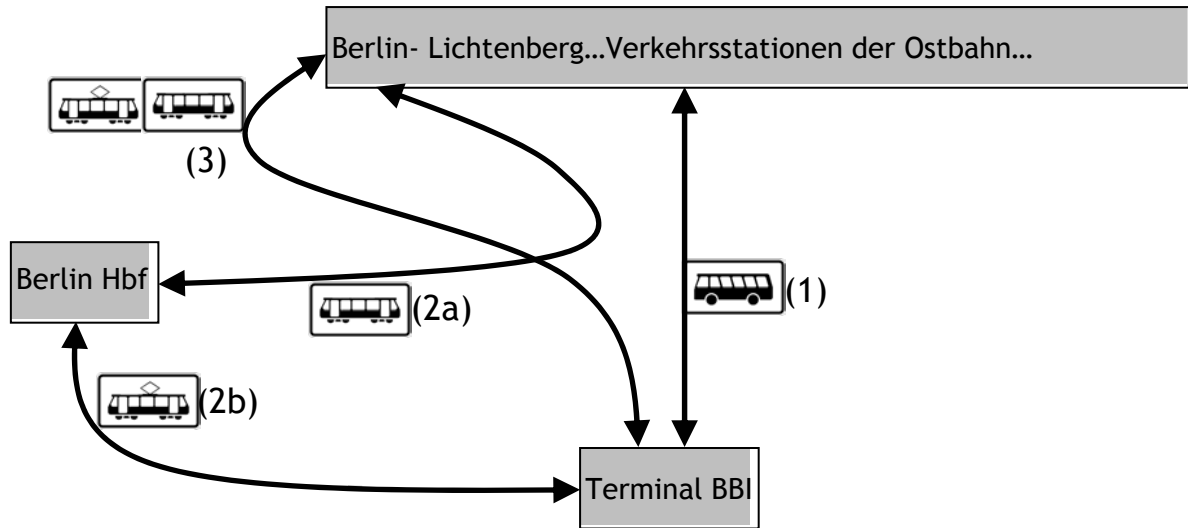 Berlin- Lichtenberg…Verkehrsstationen der Ostbahn…
(3)
Berlin Hbf
(2a)
(1)
(2b)
Terminal BBI